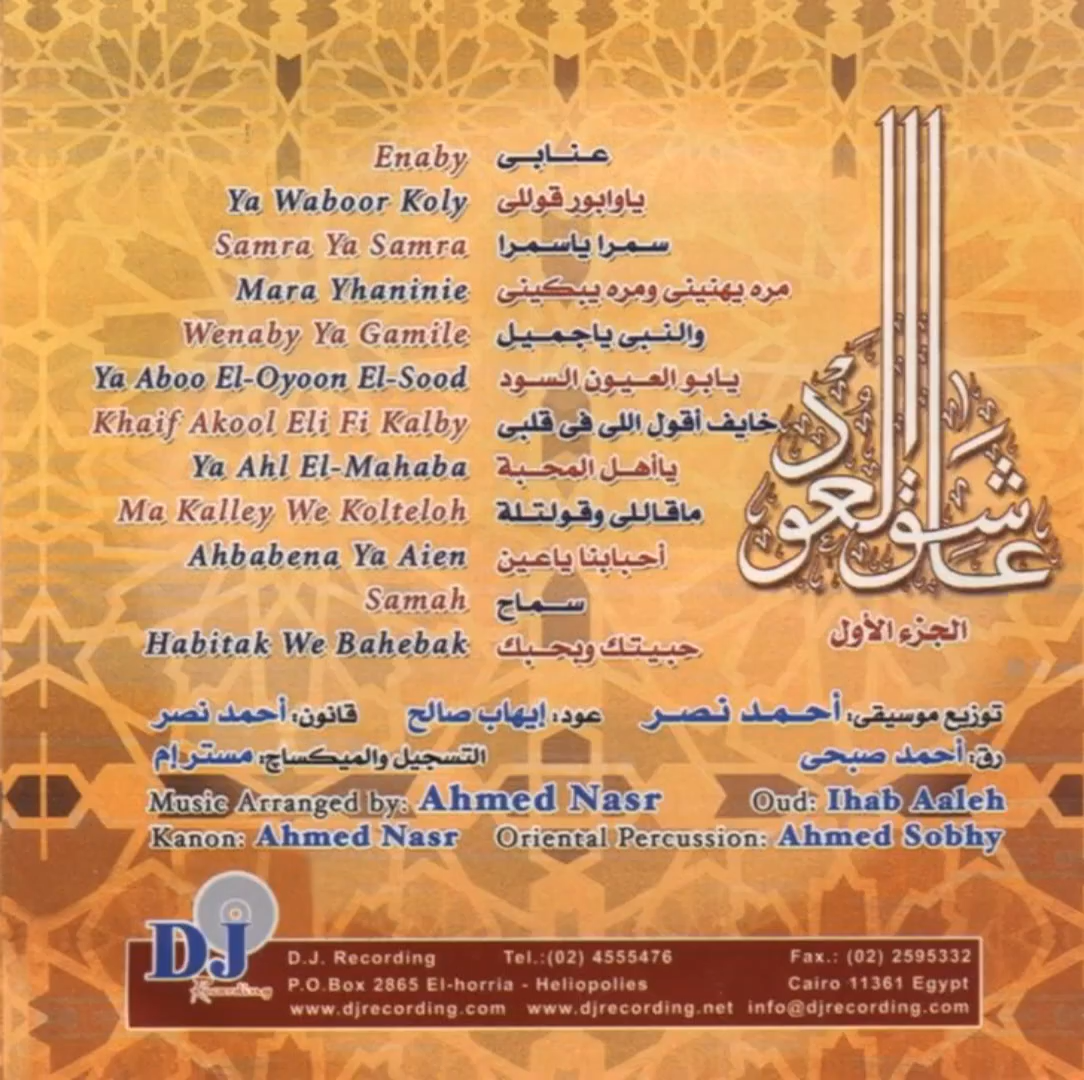 Enaby عنابى
Ya Waboor Koly ياوابور قوللى
Samra Ya Samra سمرا ياسمرا
Mara Yhaninie مره يهنينى ومره يبكينى
Wenaby Ya Gamile والنبى ياجميل
Ya Aboo El-Oyoon El-Sood يابو العيون السود
Khaif Akool Eli Fi Kalby خايف أقول اللى فى قلبى
Ya Ahl El-Mahaba ياأهل المحبة
Ma Kalley We Kolteloh ماقاللى وقولتلة
Ahbabena Ya Aien أحبابنا ياعين
Samah سماح
Habitak We Bahebak حبيتك وبحبك
عاشق العود
الجزء الأول
توزيع موسيقى: أحمد نصر عود: إيهاب صالح قانون: أحمد نصر
رق: أحمد صبحى التسجيل والميكساج: مستر إم
Music Arranged by: Ahmed Nasr Oud: Ihab Aaleh
Kanon: Ahmed Nasr Oriental Percussion: Ahmed Sobhy
DJ
Recording
D.J. Recording Tel.:(02) 4555476 Fax.: (02) 2595332
P.O.Box 2865 El-horria - Heliopolies Cairo 11361 Egypt
www.djrecording.com www.djrecording.net info@djrecording.com